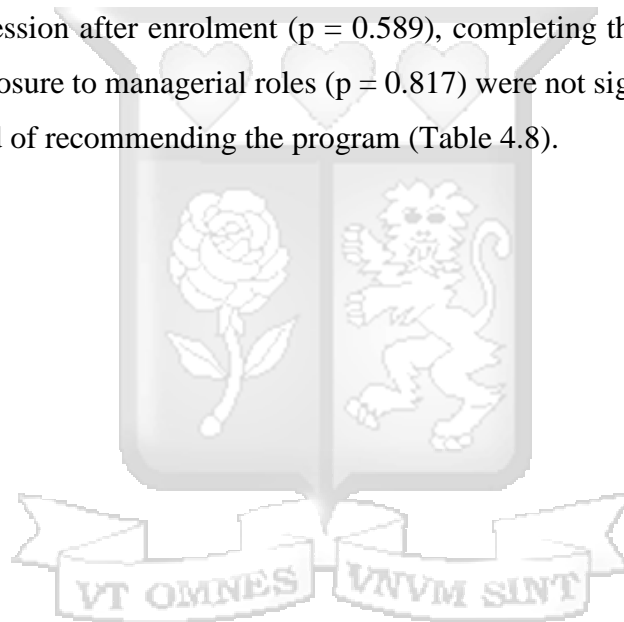 ession after enrolment (p = 0.589), completing th
osure to managerial roles (p = 0.817) were not sig
of recommending the program (Table 4.8).
VT OMNES VNVM SINT